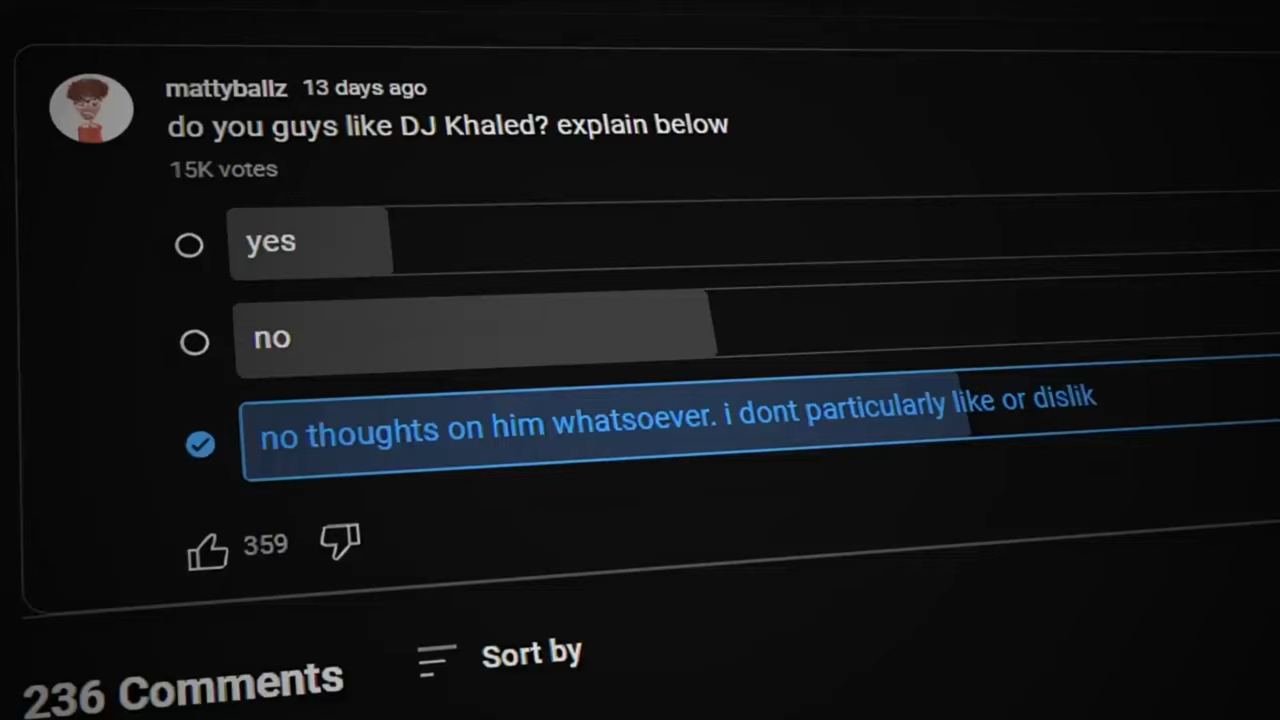 mattyballz 13 days ago
do you guys like DJ Khaled? explain below
15K votes
yes
no
no thoughts on him whatsoever. i dont particularly like or dislik
359
236 Comments
Sort by